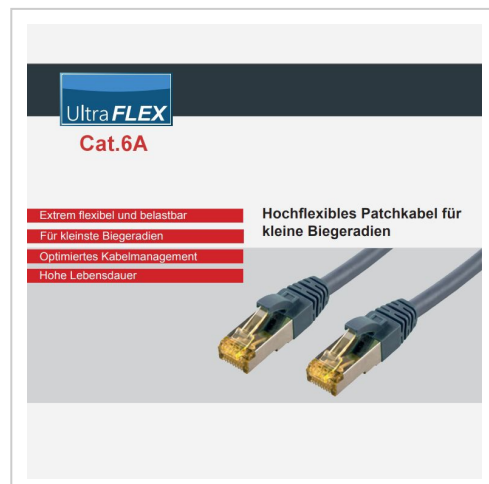 Ultra FLEX
Cat.6A
Extrem flexibel und belastbar
Für kleinste Biegeradien
Optimiertes Kabelmanagement
Hohe Lebensdauer
Hochflexibles Patchkabel für
kleine Biegeradien